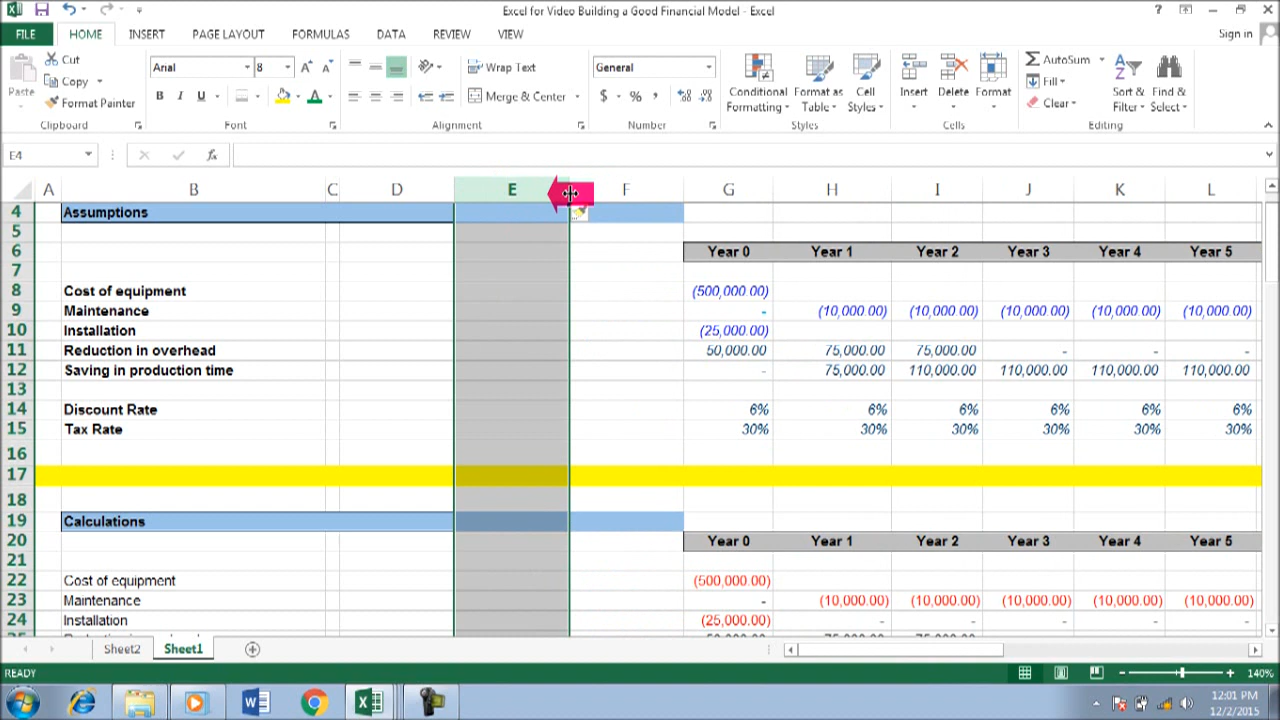 Excel for Video Building a Good Financial Model - Excel
FILE HOME INSERT PAGE LAYOUT FORMULAS DATA REVIEW VIEW Sign in
Paste
Cut
Copy
Format Painter
Clipboard
Arial 8
B I U
Font
Wrap Text
Merge & Center
Alignment
General
$ % ,
Number
Conditional Formatting
Format as Table
Cell Styles
Styles
Insert Delete Format
Cells
AutoSum
Fill
Clear
Sort & Filter
Find & Select
Editing
E4 fx
A B C D E F G H I J K L
4 Assumptions
5
6 Year 0 Year 1 Year 2 Year 3 Year 4 Year 5
7
8 Cost of equipment (500,000.00)
9 Maintenance - (10,000.00) (10,000.00) (10,000.00) (10,000.00) (10,000.00)
10 Installation (25,000.00)
11 Reduction in overhead 50,000.00 75,000.00 75,000.00 - - -
12 Saving in production time - 75,000.00 110,000.00 110,000.00 110,000.00 110,000.00
13
14 Discount Rate 6% 6% 6% 6% 6% 6%
15 Tax Rate 30% 30% 30% 30% 30% 30%
16
17
18
19 Calculations
20 Year 0 Year 1 Year 2 Year 3 Year 4 Year 5
21
22 Cost of equipment (500,000.00)
23 Maintenance - (10,000.00) (10,000.00) (10,000.00) (10,000.00) (10,000.00)
24 Installation (25,000.00) - - - - -
Sheet2 Sheet1
READY 140%
12:01 PM
12/2/2015